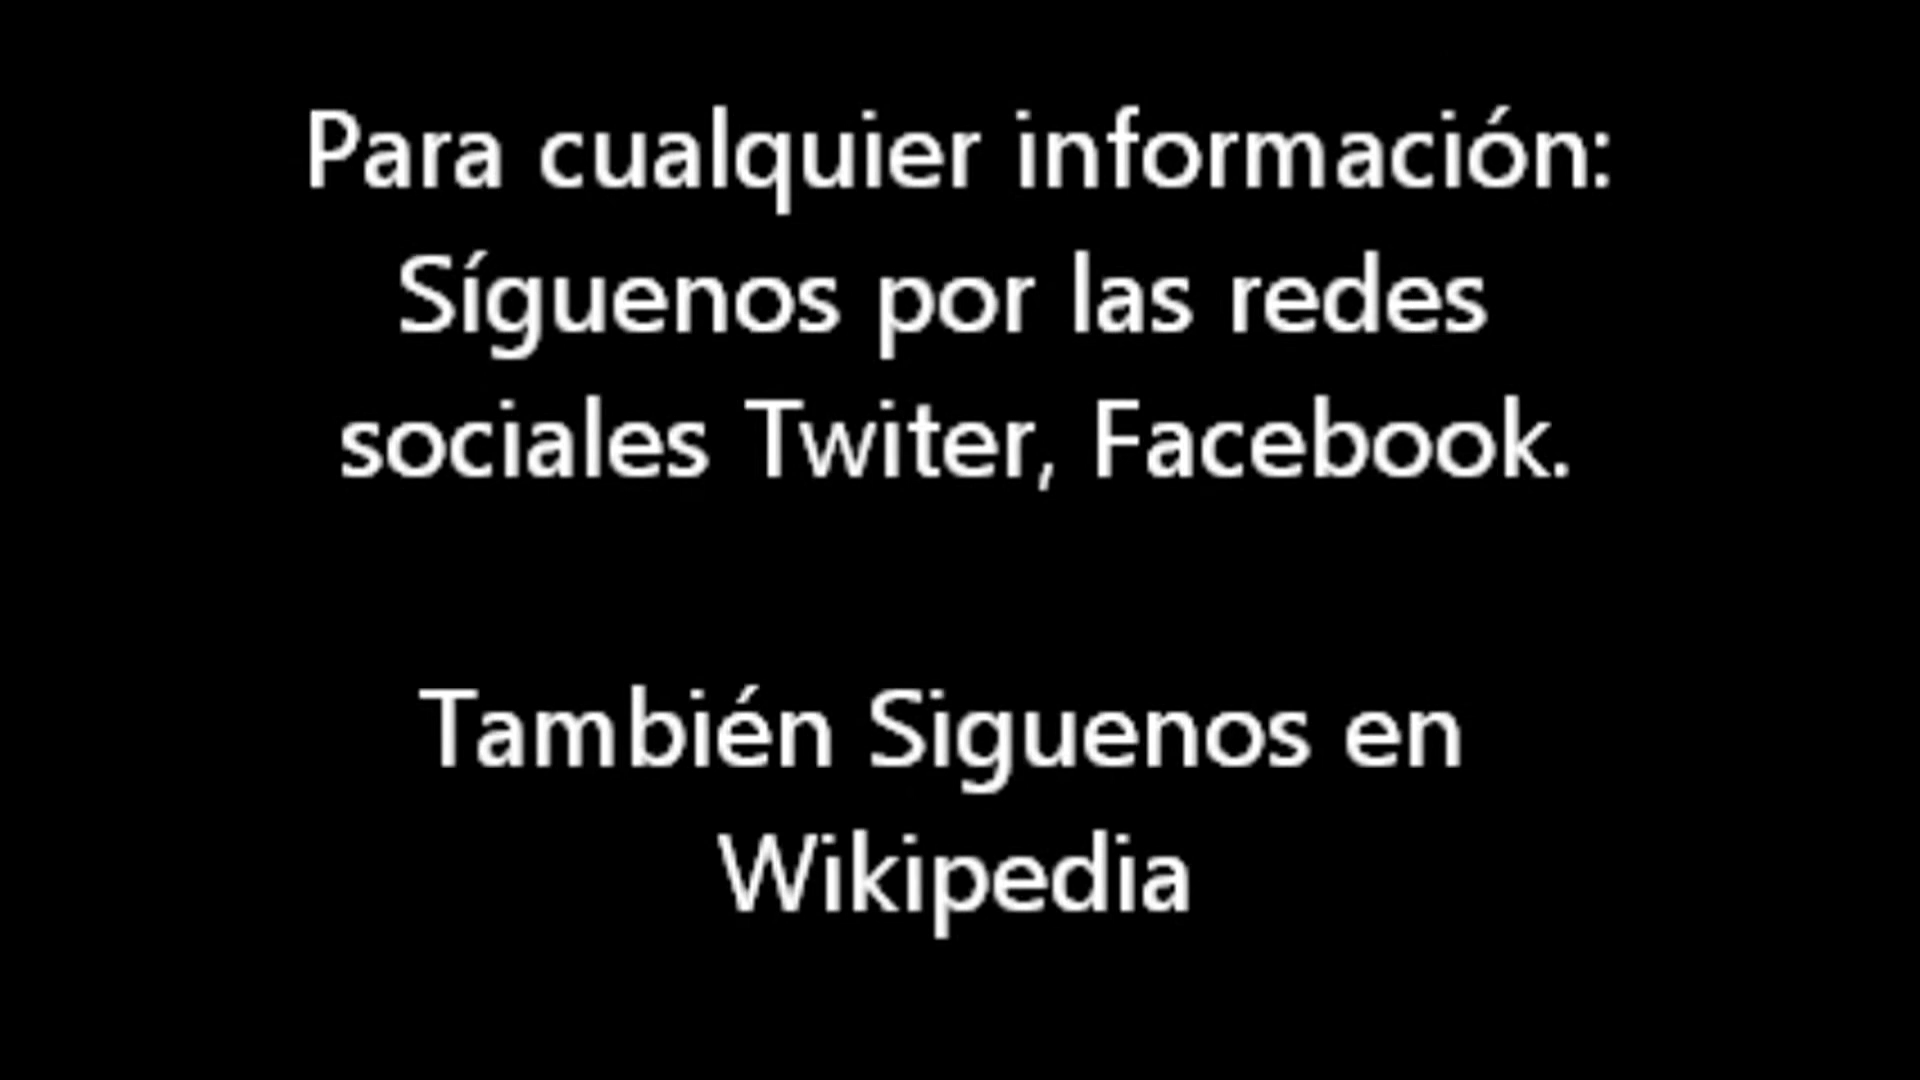 Para cualquier información:
Síguenos por las redes
sociales Twiter, Facebook.
También Siguenos en
Wikipedia